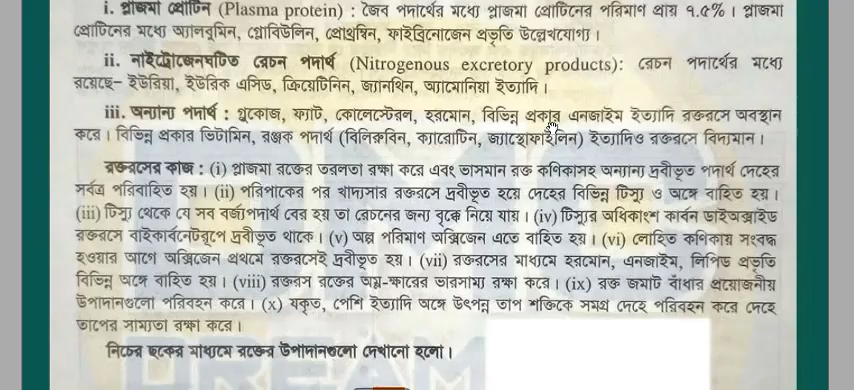 i. প্লাজমা প্রোটিন (Plasma protein) : জৈব পদার্থের মধ্যে প্লাজমা প্রোটিনের পরিমাণ প্রায় ৭.৫% । প্লাজমা
প্রোটিনের মধ্যে অ্যালবুমিন, গ্লোবিউলিন, প্রোথ্রম্বিন, ফাইব্রিনোজেন প্রভৃতি উল্লেখযোগ্য ।
ii. নাইট্রোজেনঘটিত রেচন পদার্থ (Nitrogenous excretory products): রেচন পদার্থের মধ্যে
রয়েছে– ইউরিয়া, ইউরিক এসিড, ক্রিয়েটিনিন, জ্যানথিন, অ্যামোনিয়া ইত্যাদি ।
iii. অন্যান্য পদার্থ : গ্লুকোজ, ফ্যাট, কোলেস্টেরল, হরমোন, বিভিন্ন প্রকার এনজাইম ইত্যাদি রক্তরসে অবস্থান
করে । বিভিন্ন প্রকার ভিটামিন, রঞ্জক পদার্থ (বিলিরুবিন, ক্যারোটিন, জ্যান্থোফাইলিন) ইত্যাদিও রক্তরসে বিদ্যমান ।
রক্তরসের কাজ : (i) প্লাজমা রক্তের তরলতা রক্ষা করে এবং ভাসমান রক্ত কণিকাসহ অন্যান্য দ্রবীভূত পদার্থ দেহের
সর্বত্র পরিবাহিত হয় । (ii) পরিপাকের পর খাদ্যসার রক্তরসে দ্রবীভূত হয়ে দেহের বিভিন্ন টিস্যু ও অঙ্গে বাহিত হয় ।
(iii) টিস্যু থেকে যে সব বর্জ্যপদার্থ বের হয় তা রেচনের জন্য বৃক্কে নিয়ে যায় । (iv) টিস্যুর অধিকাংশ কার্বন ডাইঅক্সাইড
রক্তরসে বাইকার্বনেটরূপে দ্রবীভূত থাকে । (v) অল্প পরিমাণ অক্সিজেন এতে বাহিত হয় । (vi) লোহিত কণিকায় সংবদ্ধ
হওয়ার আগে অক্সিজেন প্রথমে রক্তরসেই দ্রবীভূত হয় । (vii) রক্তরসের মাধ্যমে হরমোন, এনজাইম, লিপিড প্রভৃতি
বিভিন্ন অঙ্গে বাহিত হয় । (viii) রক্তরস রক্তের অম্ল-ক্ষারের ভারসাম্য রক্ষা করে । (ix) রক্ত জমাট বাঁধার প্রয়োজনীয়
উপাদানগুলো পরিবহন করে । (x) যকৃত, পেশি ইত্যাদি অঙ্গে উৎপন্ন তাপ শক্তিকে সমগ্র দেহে পরিবহন করে দেহে
তাপের সাম্যতা রক্ষা করে ।
নিচের ছকের মাধ্যমে রক্তের উপাদানগুলো দেখানো হলো ।
DMC
DREAM